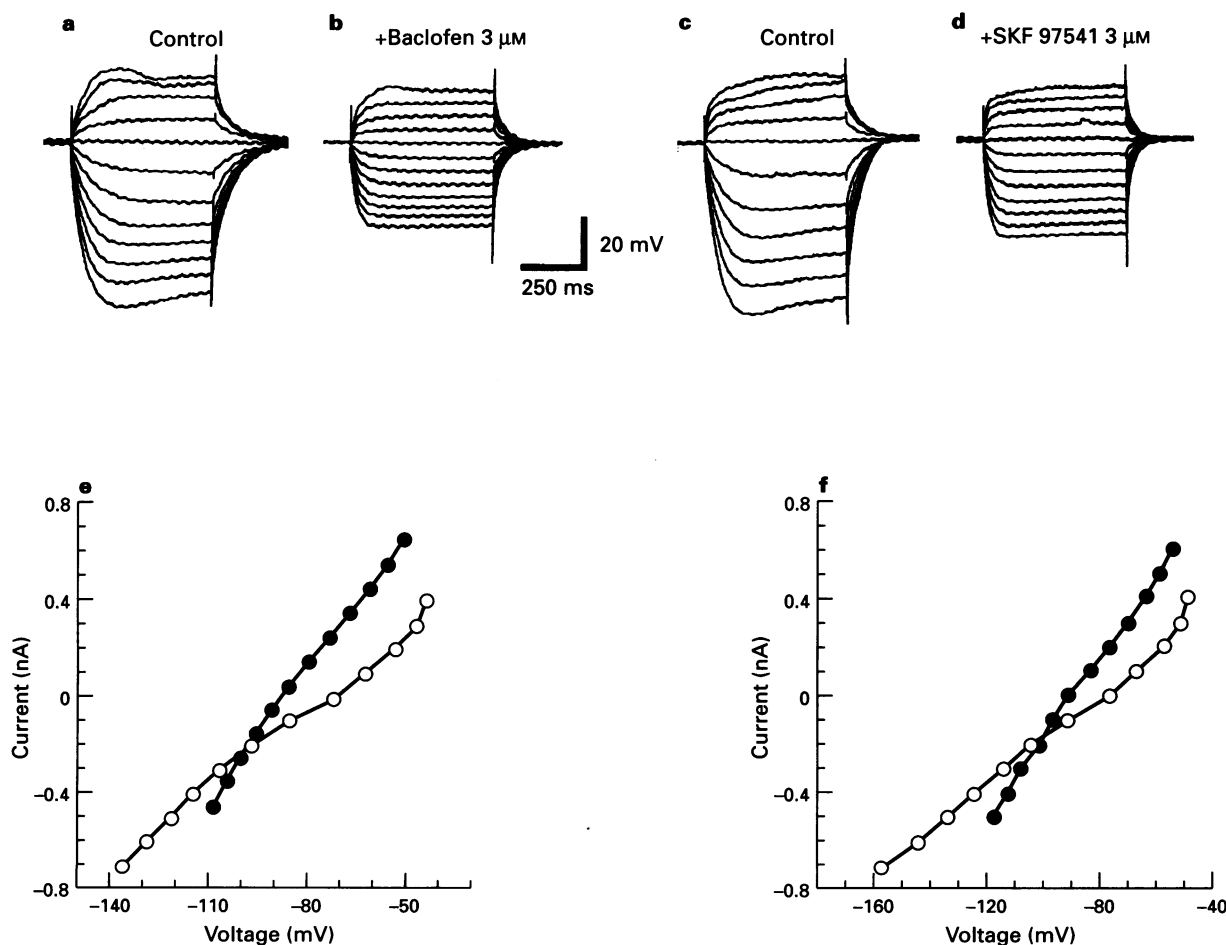 a
Control
b
+Baclofen 3 μM
c
Control
d
+SKF 97541 3 μM
20 mV
250 ms
e
0.8
0.4
0
−0.4
−0.8
Current (nA)
−140
−110
−80
−50
Voltage (mV)
f
0.8
0.4
0
−0.4
−0.8
Current (nA)
−160
−120
−80
−40
Voltage (mV)